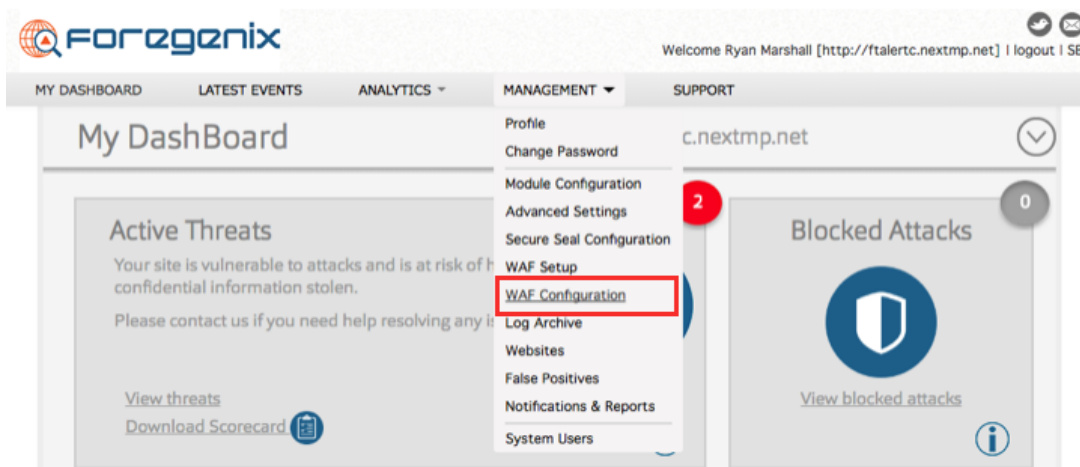 Foregenix
Welcome Ryan Marshall [http://ftalertc.nextmp.net] | logout |
MY DASHBOARD LATEST EVENTS ANALYTICS MANAGEMENT SUPPORT
My DashBoard
c.nextmp.net
Profile
Change Password
Module Configuration
Advanced Settings
Secure Seal Configuration
WAF Setup
WAF Configuration
Log Archive
Websites
False Positives
Notifications & Reports
System Users
2
Active Threats
Your site is vulnerable to attacks and is at risk of
confidential information stolen.
Please contact us if you need help resolving any
View threats
Download Scorecard
0
Blocked Attacks
View blocked attacks